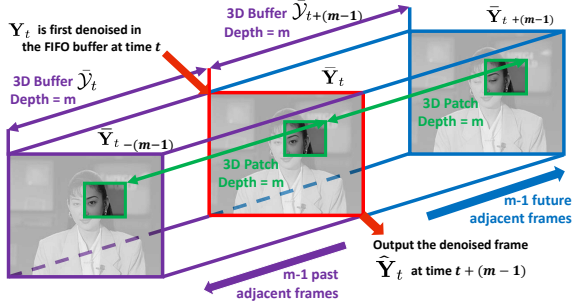 Y_t is first denoised in
the FIFO buffer at time t
3D Buffer 𝒴̄_{t+(m−1)}
Depth = m
Ȳ_{t+(m−1)}
3D Buffer 𝒴̄_t
Depth = m
Ȳ_t
3D Patch
Depth = m
Ȳ_{t−(m−1)}
3D Patch
Depth = m
m-1 future
adjacent frames
Output the denoised frame
Ŷ_t at time t + (m − 1)
m-1 past
adjacent frames